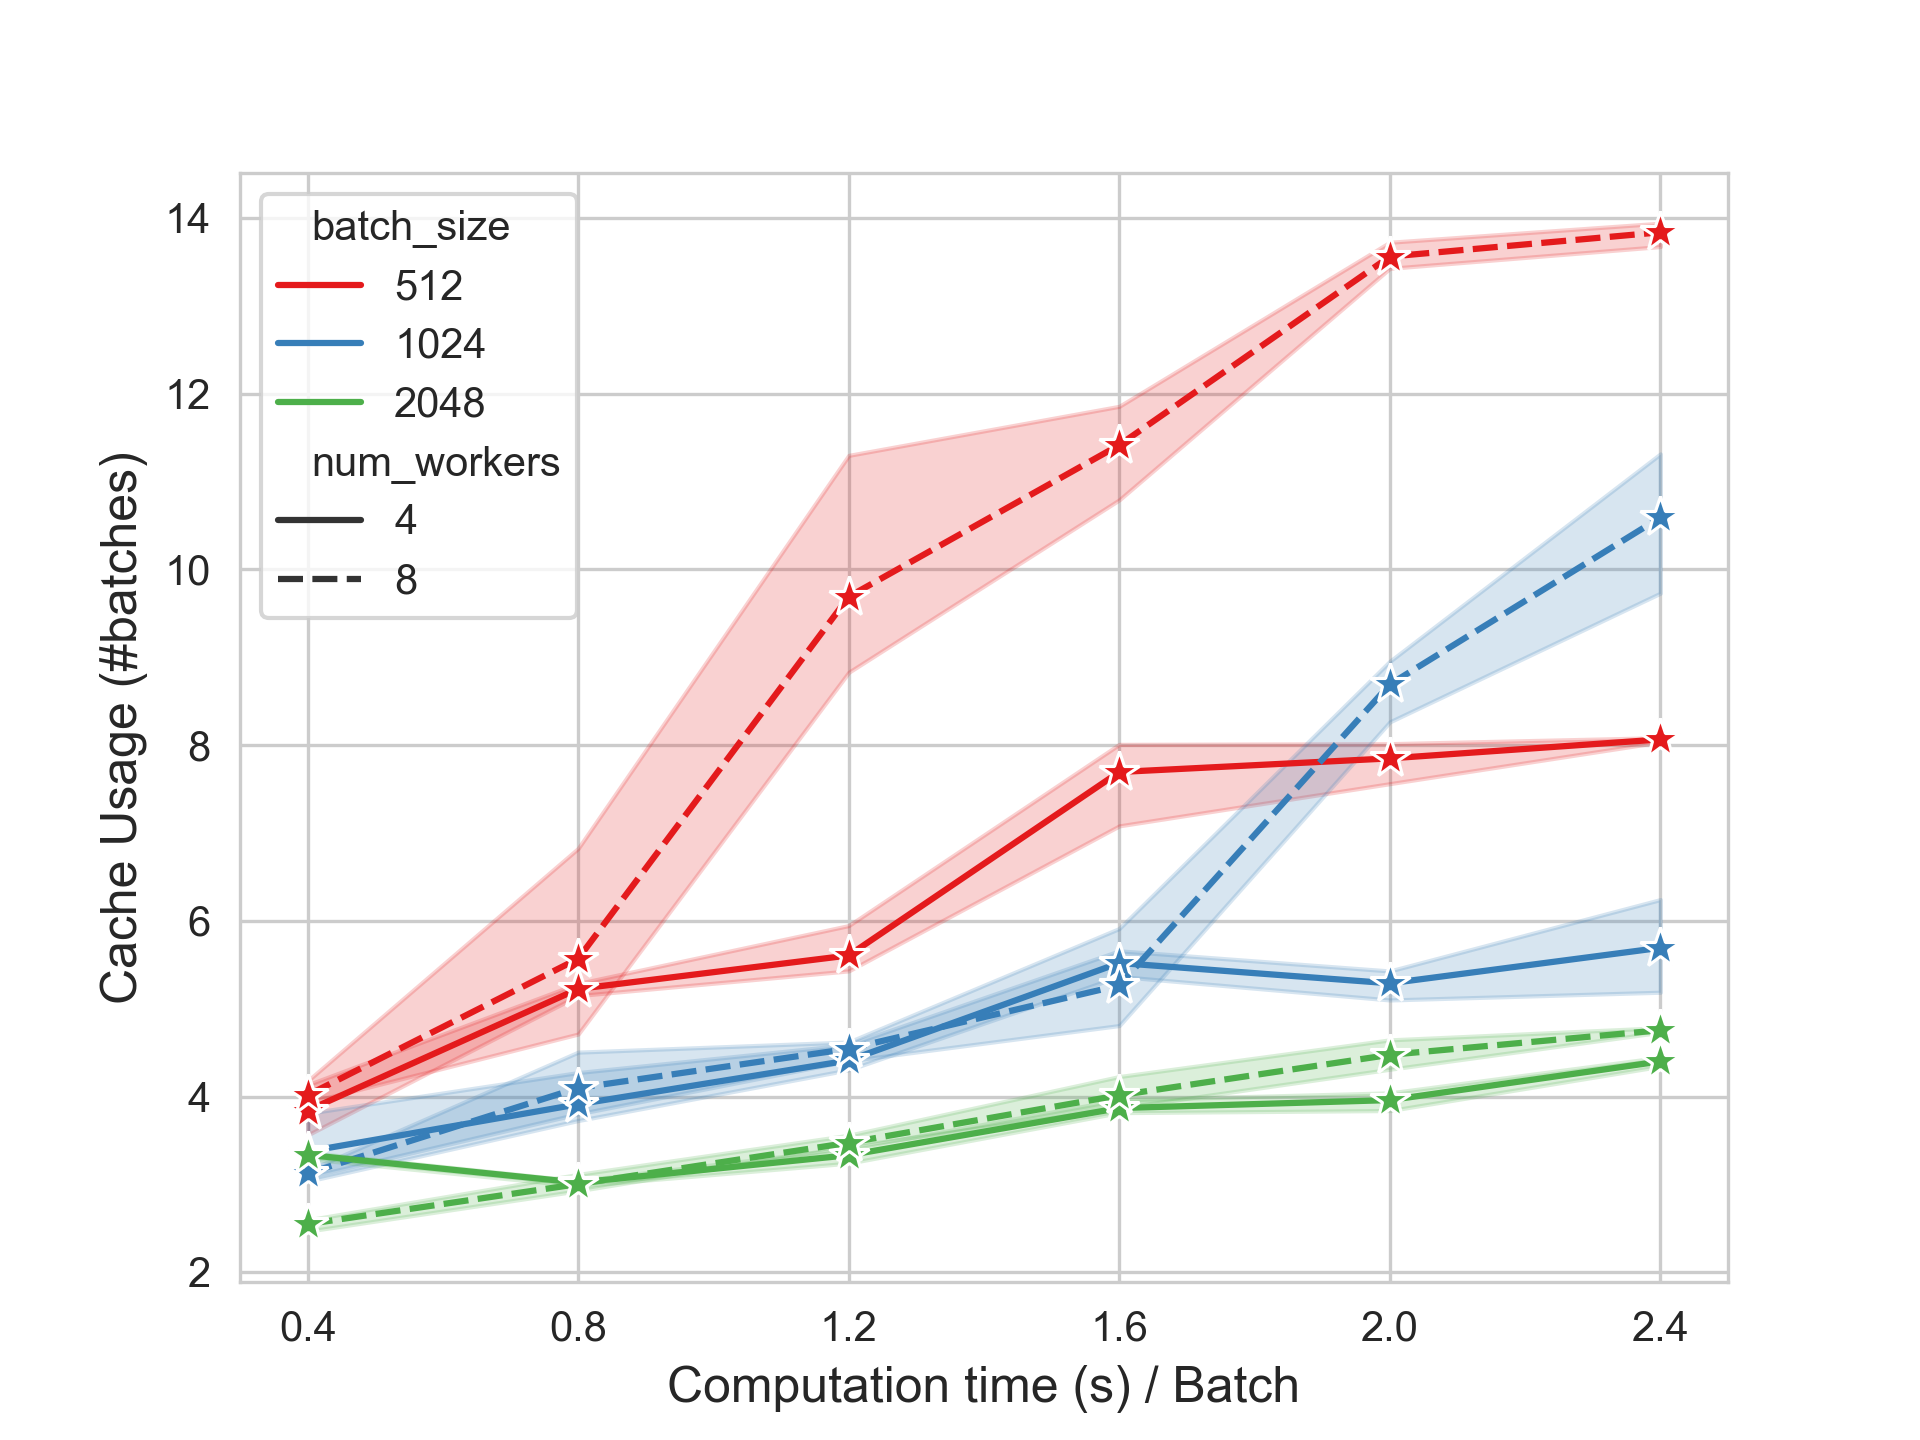 batch_size
512
1024
2048
num_workers
4
8
14
12
10
8
6
4
2
Cache Usage (#batches)
0.4 0.8 1.2 1.6 2.0 2.4
Computation time (s) / Batch